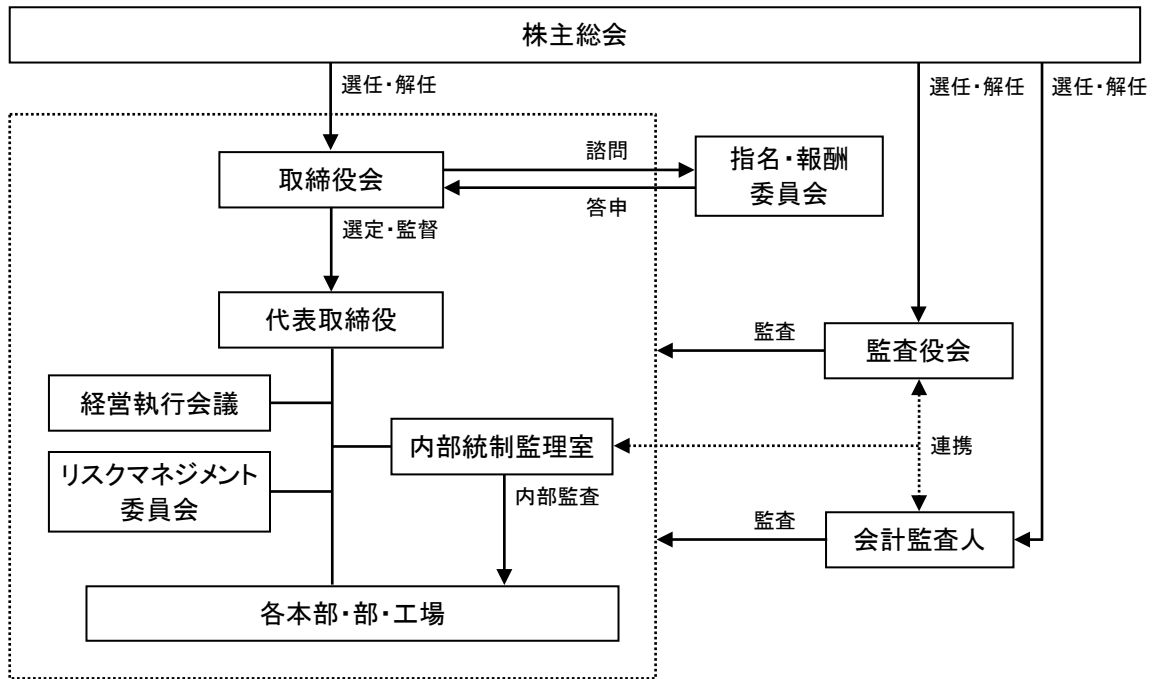 株主総会
選任・解任
選任・解任
選任・解任
取締役会
諮問
答申
指名・報酬
委員会
選定・監督
代表取締役
監査
監査役会
経営執行会議
内部統制監理室
連携
リスクマネジメント
委員会
内部監査
監査
会計監査人
各本部・部・工場